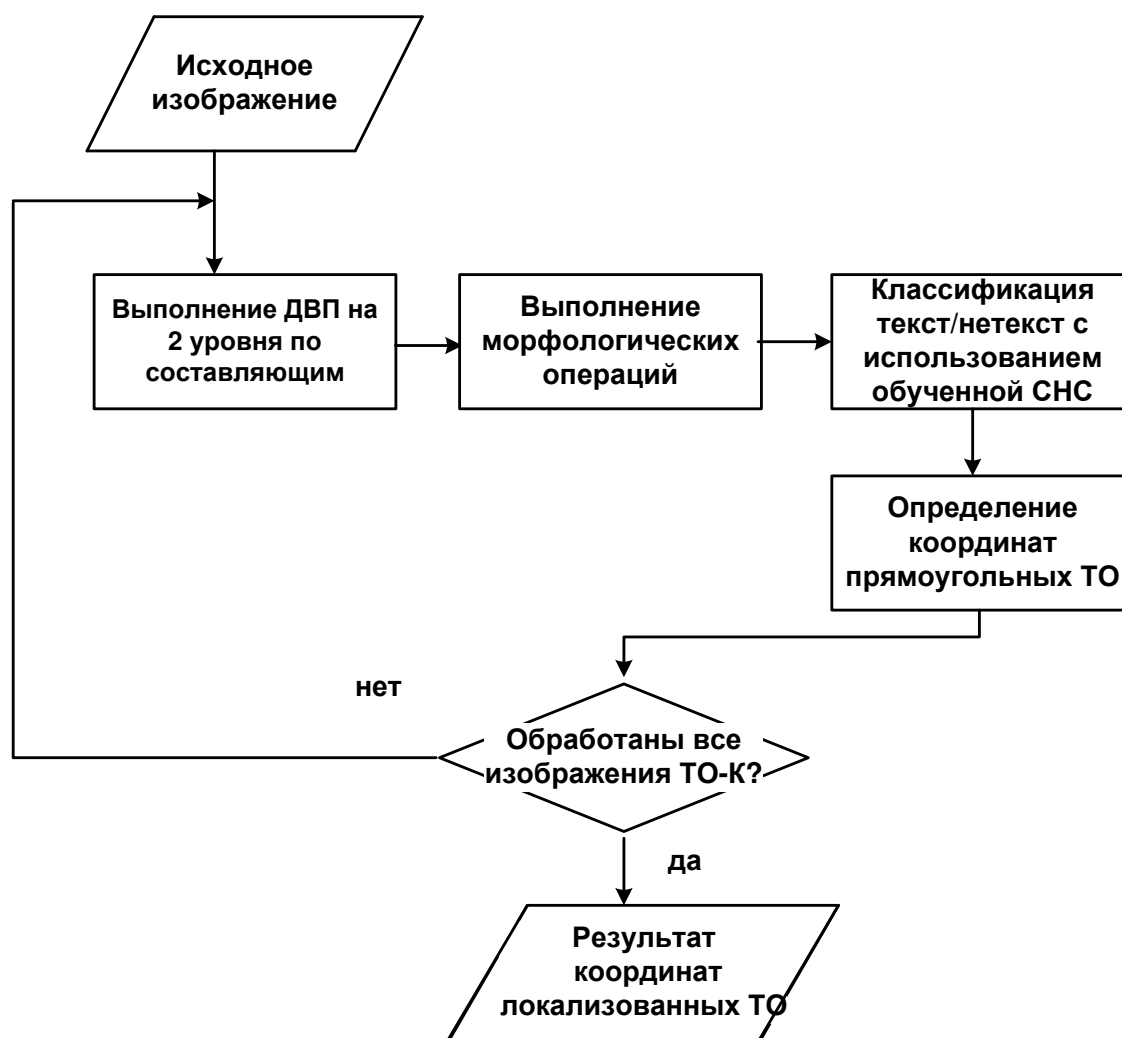 Исходное
изображение
Выполнение ДВП на
2 уровня по
составляющим
Выполнение
морфологических
операций
Классификация
текст/нетекст с
использованием
обученной СНС
Определение
координат
прямоугольных ТО
нет
Обработаны все
изображения ТО-К?
да
Результат
координат
локализованных ТО